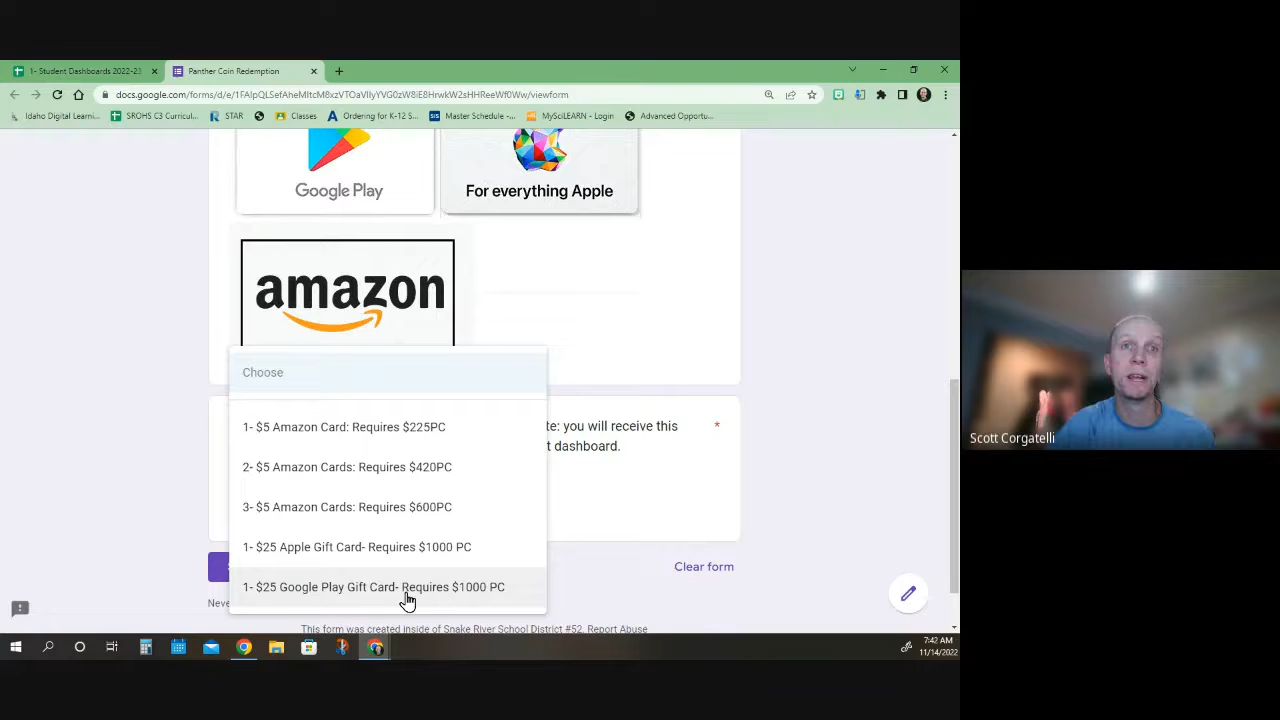 1- Student Dashboards 2022-23
Panther Coin Redemption
docs.google.com/forms/d/e/1FAIpQLSefAheMItcM8xzVTOaVIIyYVG0zW8iE8HrwkW2sHHReeWf0Ww/viewform
Idaho Digital Learni...
SROHS C3 Curricul...
STAR
Classes
Ordering for K-12 S...
SIS
Master Schedule -...
MySciLEARN - Login
Advanced Opportu...
Google Play
For everything Apple
amazon
Choose
1- $5 Amazon Card: Requires $225PC
te: you will receive this *
t dashboard.
2- $5 Amazon Cards: Requires $420PC
3- $5 Amazon Cards: Requires $600PC
1- $25 Apple Gift Card- Requires $1000 PC
Clear form
1- $25 Google Play Gift Card- Requires $1000 PC
Neve
This form was created inside of Snake River School District #52. Report Abuse
7:42 AM
11/14/2022
Scott Corgatelli